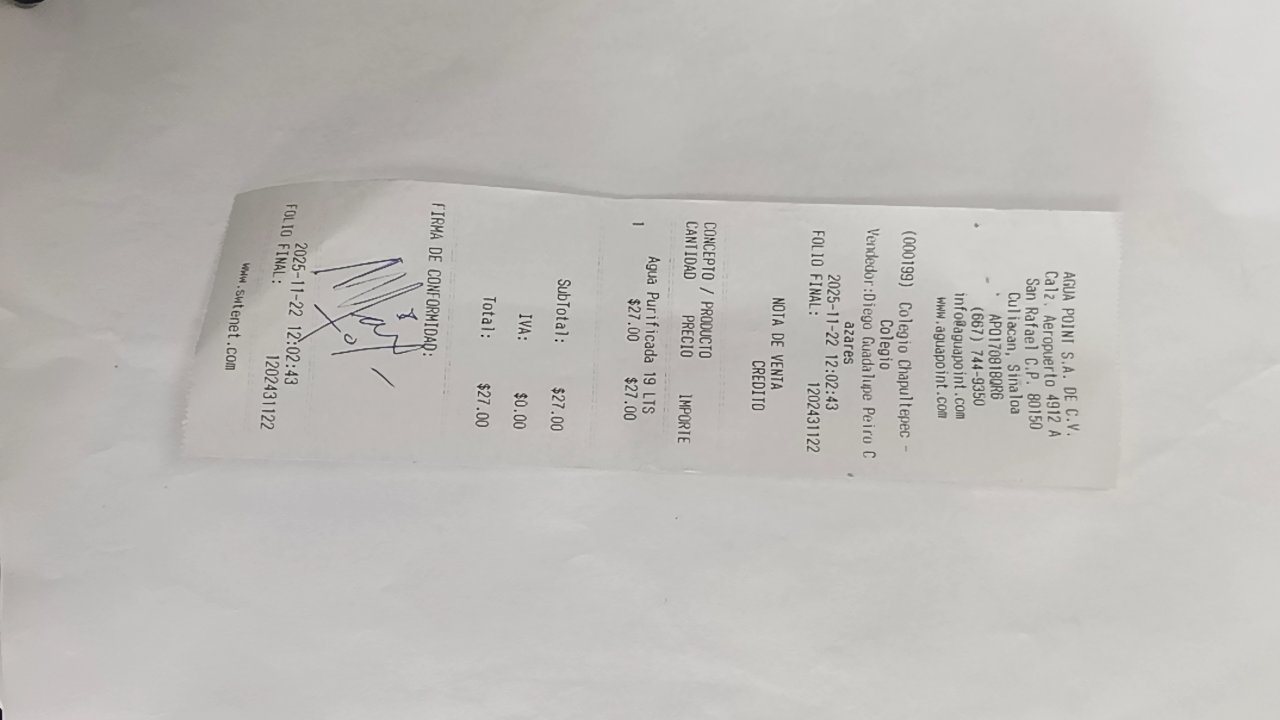 AGUA POINT S.A. DE C.V.
Calz. Aeropuerto 4912 A
San Rafael C.P. 80150
Culiacan, Sinaloa
APO170818QR6
(667) 744-9350
info@aguapoint.com
www.aguapoint.com
(000199) Colegio Chapultepec -
Colegio
Vendedor:Diego Guadalupe Peiro C
azares
2025-11-22 12:02:43
FOLIO FINAL: 1202431122
NOTA DE VENTA
CREDITO
CONCEPTO / PRODUCTO
CANTIDAD PRECIO IMPORTE
Agua Purificada 19 LTS
1 $27.00 $27.00
SubTotal: $27.00
IVA: $0.00
Total: $27.00
FIRMA DE CONFORMIDAD:
2025-11-22 12:02:43
FOLIO FINAL: 1202431122
www.swtenet.com